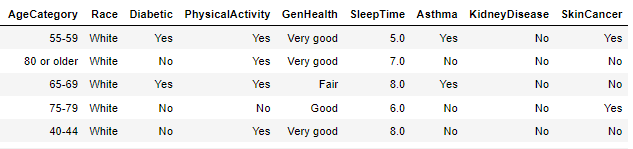 AgeCategory Race Diabetic PhysicalActivity GenHealth SleepTime Asthma KidneyDisease SkinCancer
55-59 White Yes Yes Very good 5.0 Yes No Yes
80 or older White No Yes Very good 7.0 No No No
65-69 White Yes Yes Fair 8.0 Yes No No
75-79 White No No Good 6.0 No No Yes
40-44 White No Yes Very good 8.0 No No No